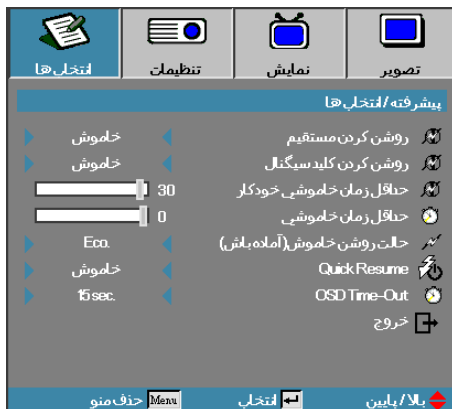 تصویر
نمایش
تنظیمات
انتخاب ها
پیشرفته/انتخاب ها
روشن کردن مستقیم خاموش
روشن کردن کلید سیگنال خاموش
حداقل زمان خاموشی خودکار 30
حداقل زمان خاموشی 0
حالت روشن خاموش(آماده باش) Eco.
Quick Resume خاموش
OSD Time-Out 15 sec.
خروج
بالا/پایین انتخاب Menu حذف منو